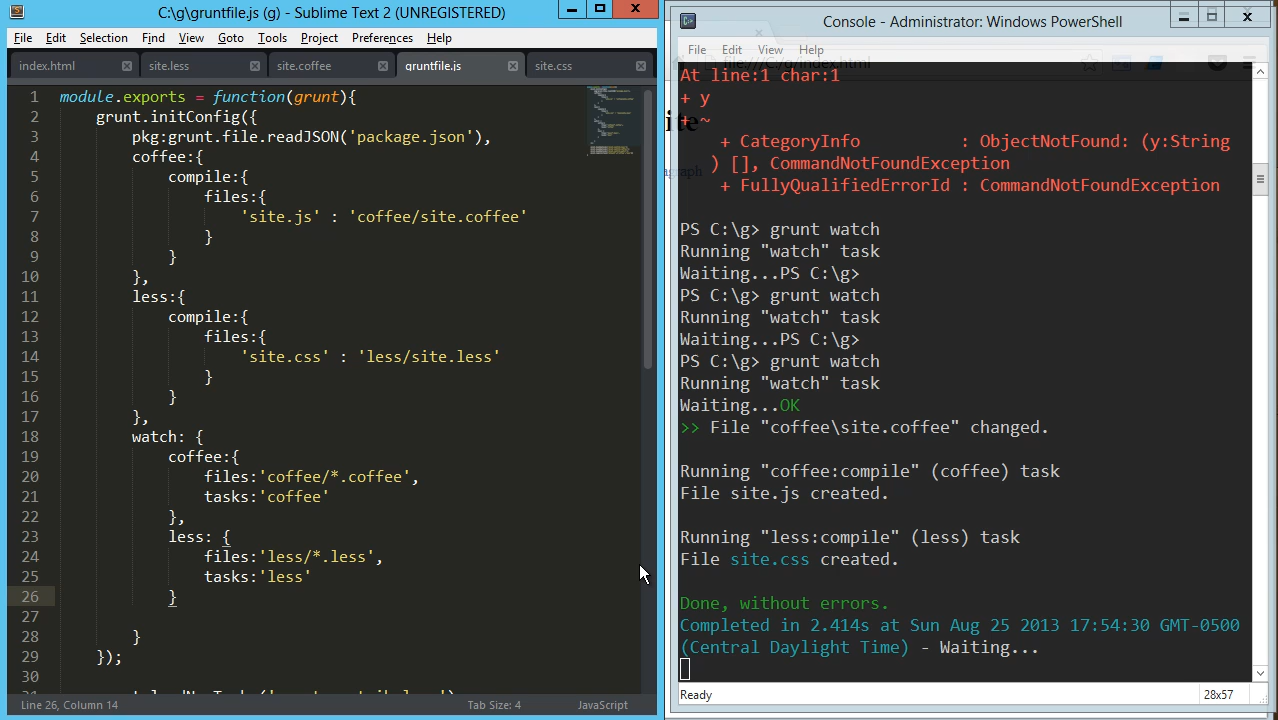 C:\g\gruntfile.js (g) - Sublime Text 2 (UNREGISTERED)
File Edit Selection Find View Goto Tools Project Preferences Help
index.html site.less site.coffee gruntfile.js site.css
1 module.exports = function(grunt){
2 grunt.initConfig({
3 pkg:grunt.file.readJSON('package.json'),
4 coffee:{
5 compile:{
6 files:{
7 'site.js' : 'coffee/site.coffee'
8 }
9 }
10 },
11 less:{
12 compile:{
13 files:{
14 'site.css' : 'less/site.less'
15 }
16 }
17 },
18 watch: {
19 coffee:{
20 files:'coffee/*.coffee',
21 tasks:'coffee'
22 },
23 less: {
24 files:'less/*.less',
25 tasks:'less'
26 }
27
28 }
29 });
30
Line 26, Column 14 Tab Size: 4 JavaScript
Console - Administrator: Windows PowerShell
File Edit View Help
file:///C:/g/index.html
At line:1 char:1
+ y
+ ~
+ CategoryInfo : ObjectNotFound: (y:String
) [], CommandNotFoundException
+ FullyQualifiedErrorId : CommandNotFoundException
PS C:\g> grunt watch
Running "watch" task
Waiting...PS C:\g>
PS C:\g> grunt watch
Running "watch" task
Waiting...PS C:\g>
PS C:\g> grunt watch
Running "watch" task
Waiting...OK
>> File "coffee\site.coffee" changed.
Running "coffee:compile" (coffee) task
File site.js created.
Running "less:compile" (less) task
File site.css created.
Done, without errors.
Completed in 2.414s at Sun Aug 25 2013 17:54:30 GMT-0500
(Central Daylight Time) - Waiting...
Ready 28x57